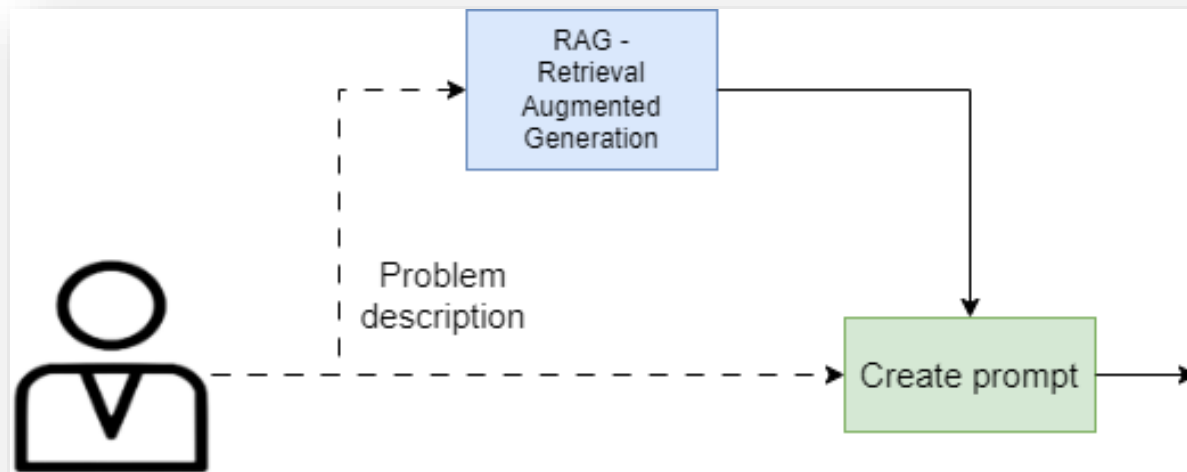 RAG -
Retrieval
Augmented
Generation
Problem
description
Create prompt